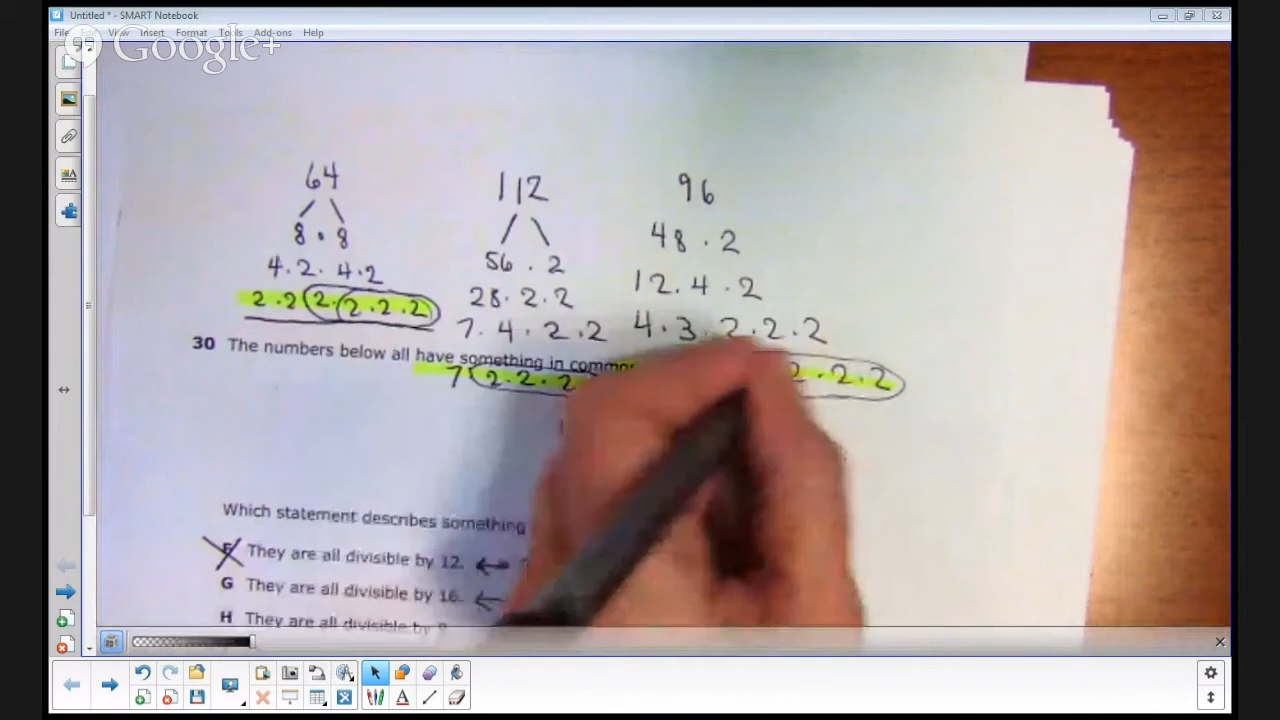 Untitled * - SMART Notebook
File Edit View Insert Format Tools Add-ons Help
Google+
64
8 · 8
4 · 2 · 4 · 2
2 · 2 · 2 · 2 · 2 · 2
112
56 · 2
28 · 2 · 2
7 · 4 · 2 · 2
96
48 · 2
12 · 4 · 2
4 · 3 · 2 · 2 · 2
30 The numbers below all have something in common
7 2 · 2 · 2
2 · 2 · 2
Which statement describes something
F They are all divisible by 12.
G They are all divisible by 16.
H They are all divisible by